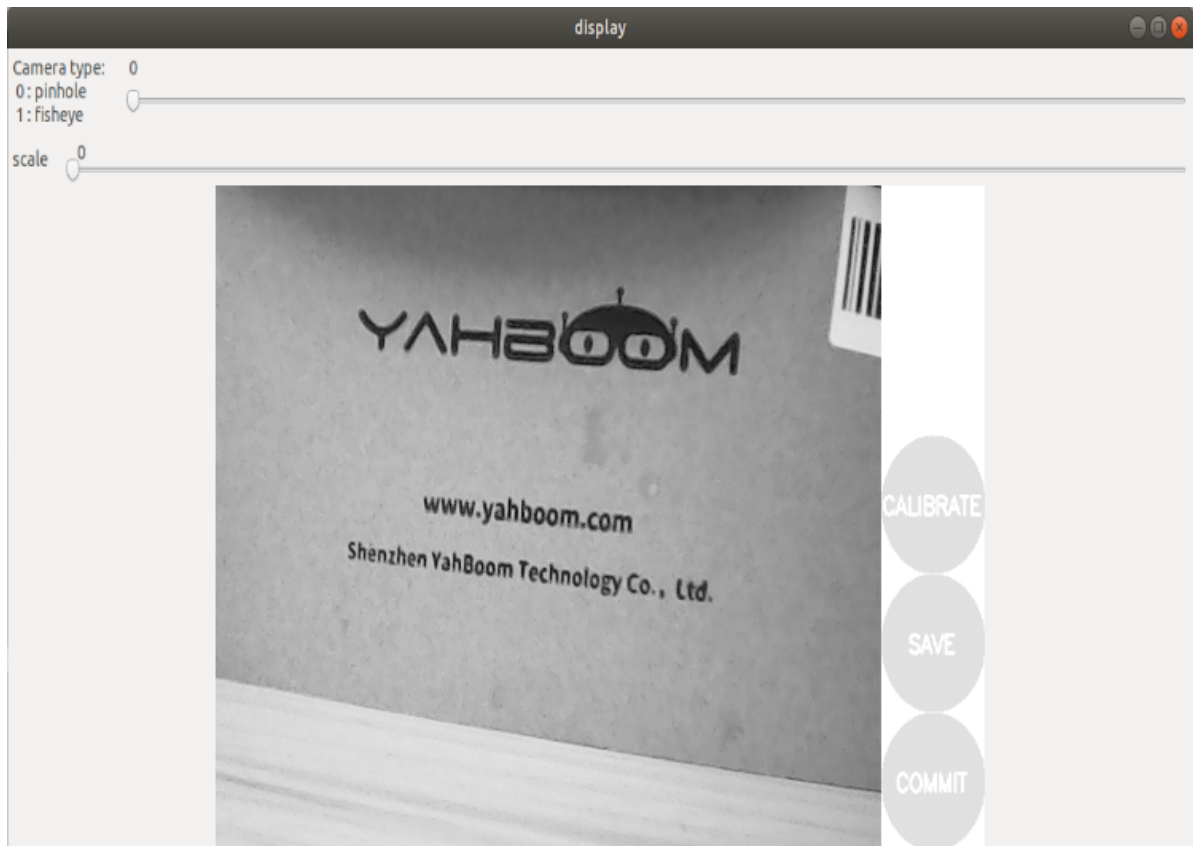 display
Camera type: 0
0 : pinhole
1 : fisheye
scale 0
YAHBOOM
www.yahboom.com
Shenzhen YahBoom Technology Co., Ltd.
CALIBRATE
SAVE
COMMIT